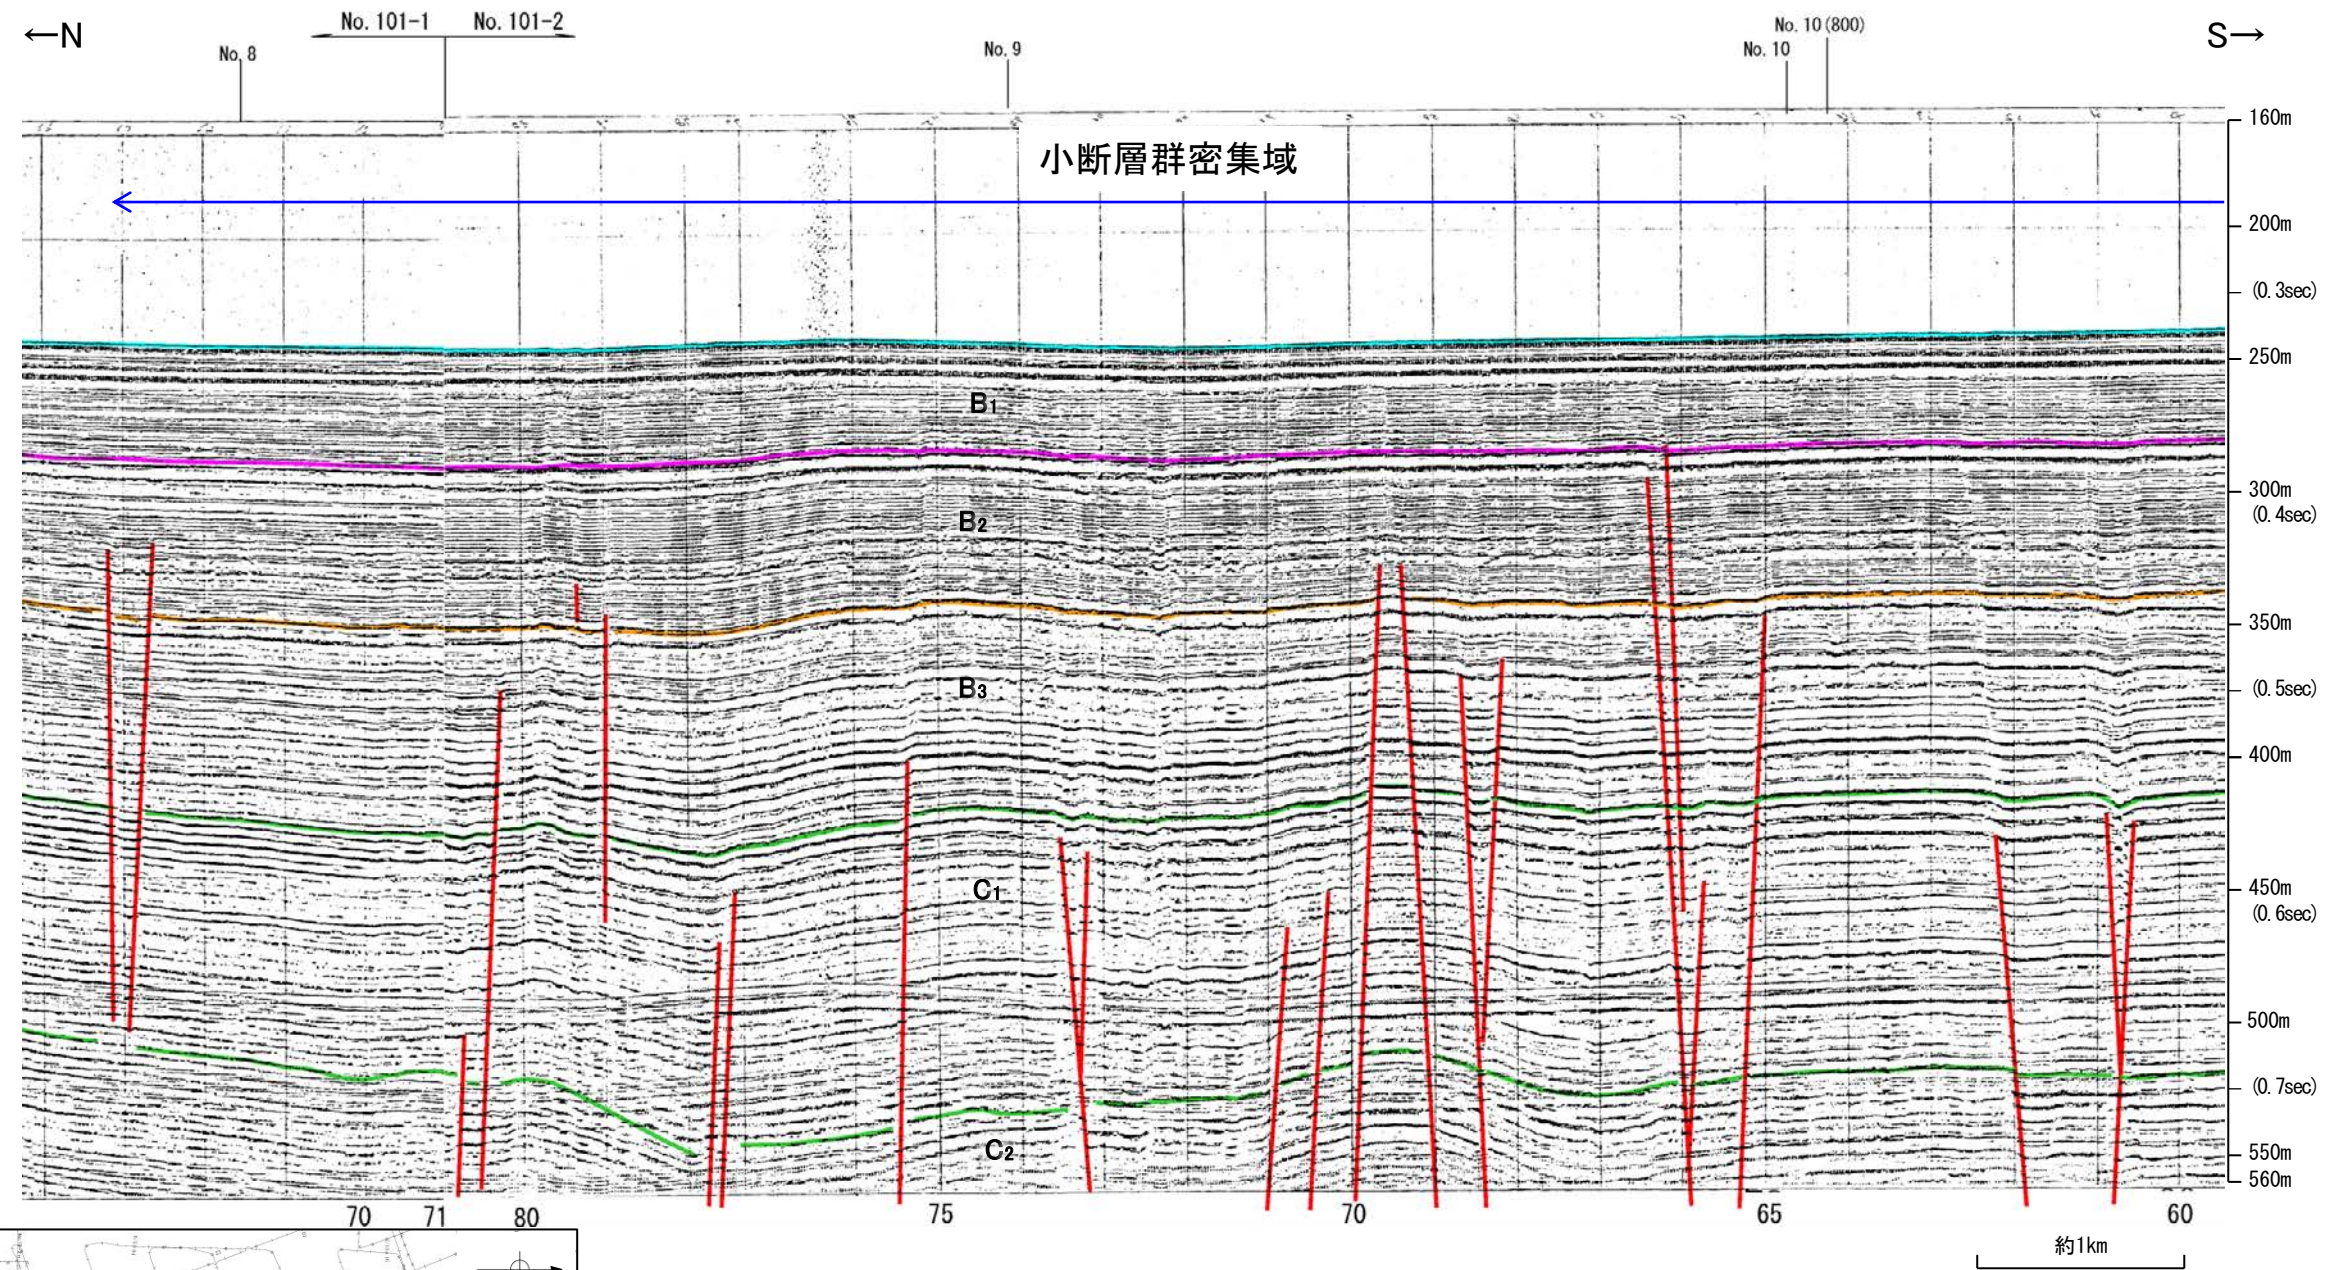 ←N
No. 101-1 No. 101-2
No. 8
No. 9
No. 10 (800)
No. 10
S→
小断層群密集域
160m
200m
(0.3sec)
250m
300m
(0.4sec)
350m
(0.5sec)
400m
450m
(0.6sec)
500m
(0.7sec)
550m
560m
B1
B2
B3
C1
C2
70 71 80 75 70 65 60
約1km